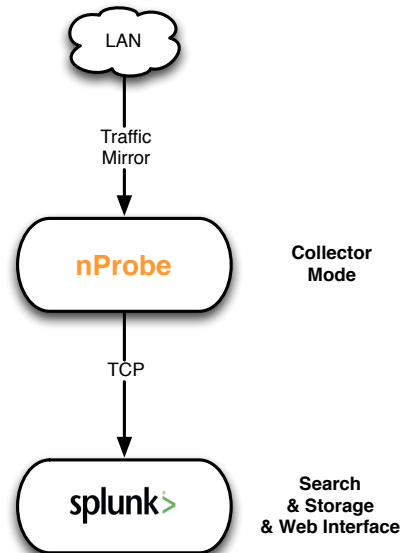 LAN
Traffic
Mirror
nProbe
Collector
Mode
TCP
splunk>
Search
& Storage
& Web Interface